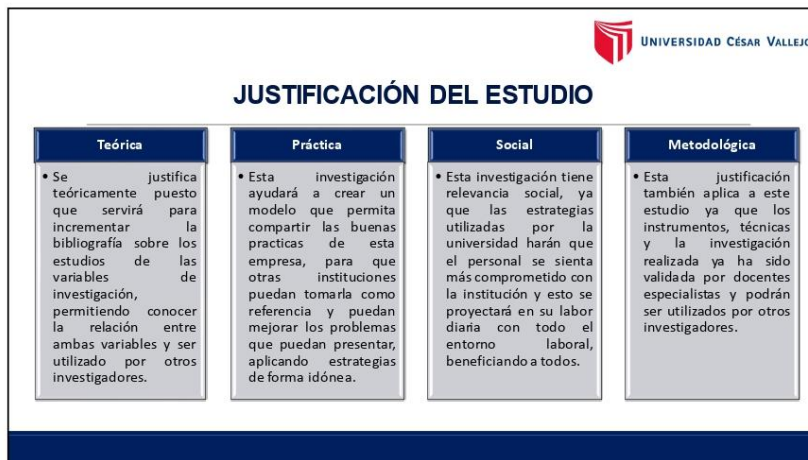 UNIVERSIDAD CÉSAR VALLEJO
JUSTIFICACIÓN DEL ESTUDIO
Teórica
• Se justifica
teóricamente puesto
que servirá para
incrementar la
bibliografía sobre los
estudios de las
variables de
investigación,
permitiendo conocer
la relación entre
ambas variables y ser
utilizado por otros
investigadores.
Práctica
• Esta investigación
ayudará a crear un
modelo que permita
compartir las buenas
practicas de esta
empresa, para que
otras instituciones
puedan tomarla como
referencia y puedan
mejorar los problemas
que puedan presentar,
aplicando estrategias
de forma idónea.
Social
• Esta investigación tiene
relevancia social, ya
que las estrategias
utilizadas por la
universidad harán que
el personal se sienta
más comprometido con
la institución y esto se
proyectará en su labor
diaria con todo el
entorno laboral,
beneficiando a todos.
Metodológica
• Esta justificación
también aplica a este
estudio ya que los
instrumentos, técnicas
y la investigación
realizada ya ha sido
validada por docentes
especialistas y podrán
ser utilizados por otros
investigadores.